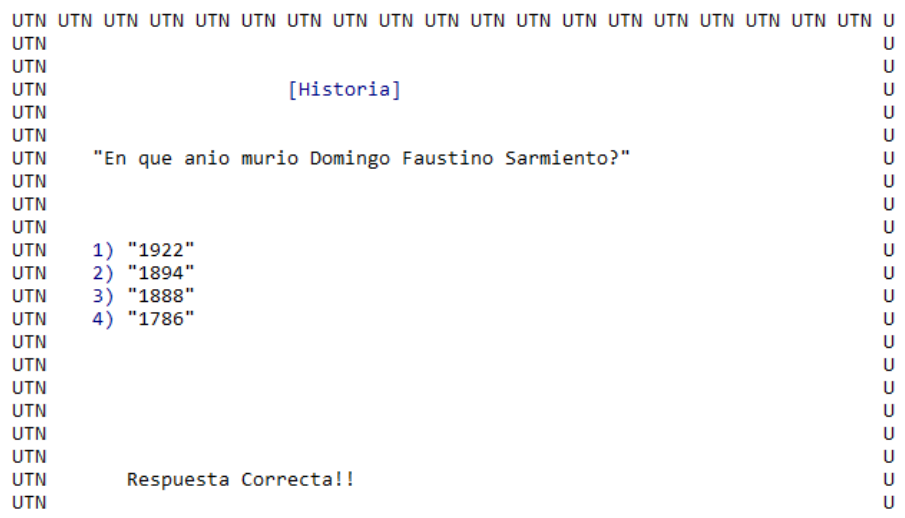 UTN UTN UTN UTN UTN UTN UTN UTN UTN UTN UTN UTN UTN UTN UTN UTN UTN UTN UTN U
UTN U
UTN U
UTN [Historia] U
UTN U
UTN U
UTN "En que anio murio Domingo Faustino Sarmiento?" U
UTN U
UTN U
UTN U
UTN 1) "1922" U
UTN 2) "1894" U
UTN 3) "1888" U
UTN 4) "1786" U
UTN U
UTN U
UTN U
UTN U
UTN U
UTN U
UTN Respuesta Correcta!! U
UTN U